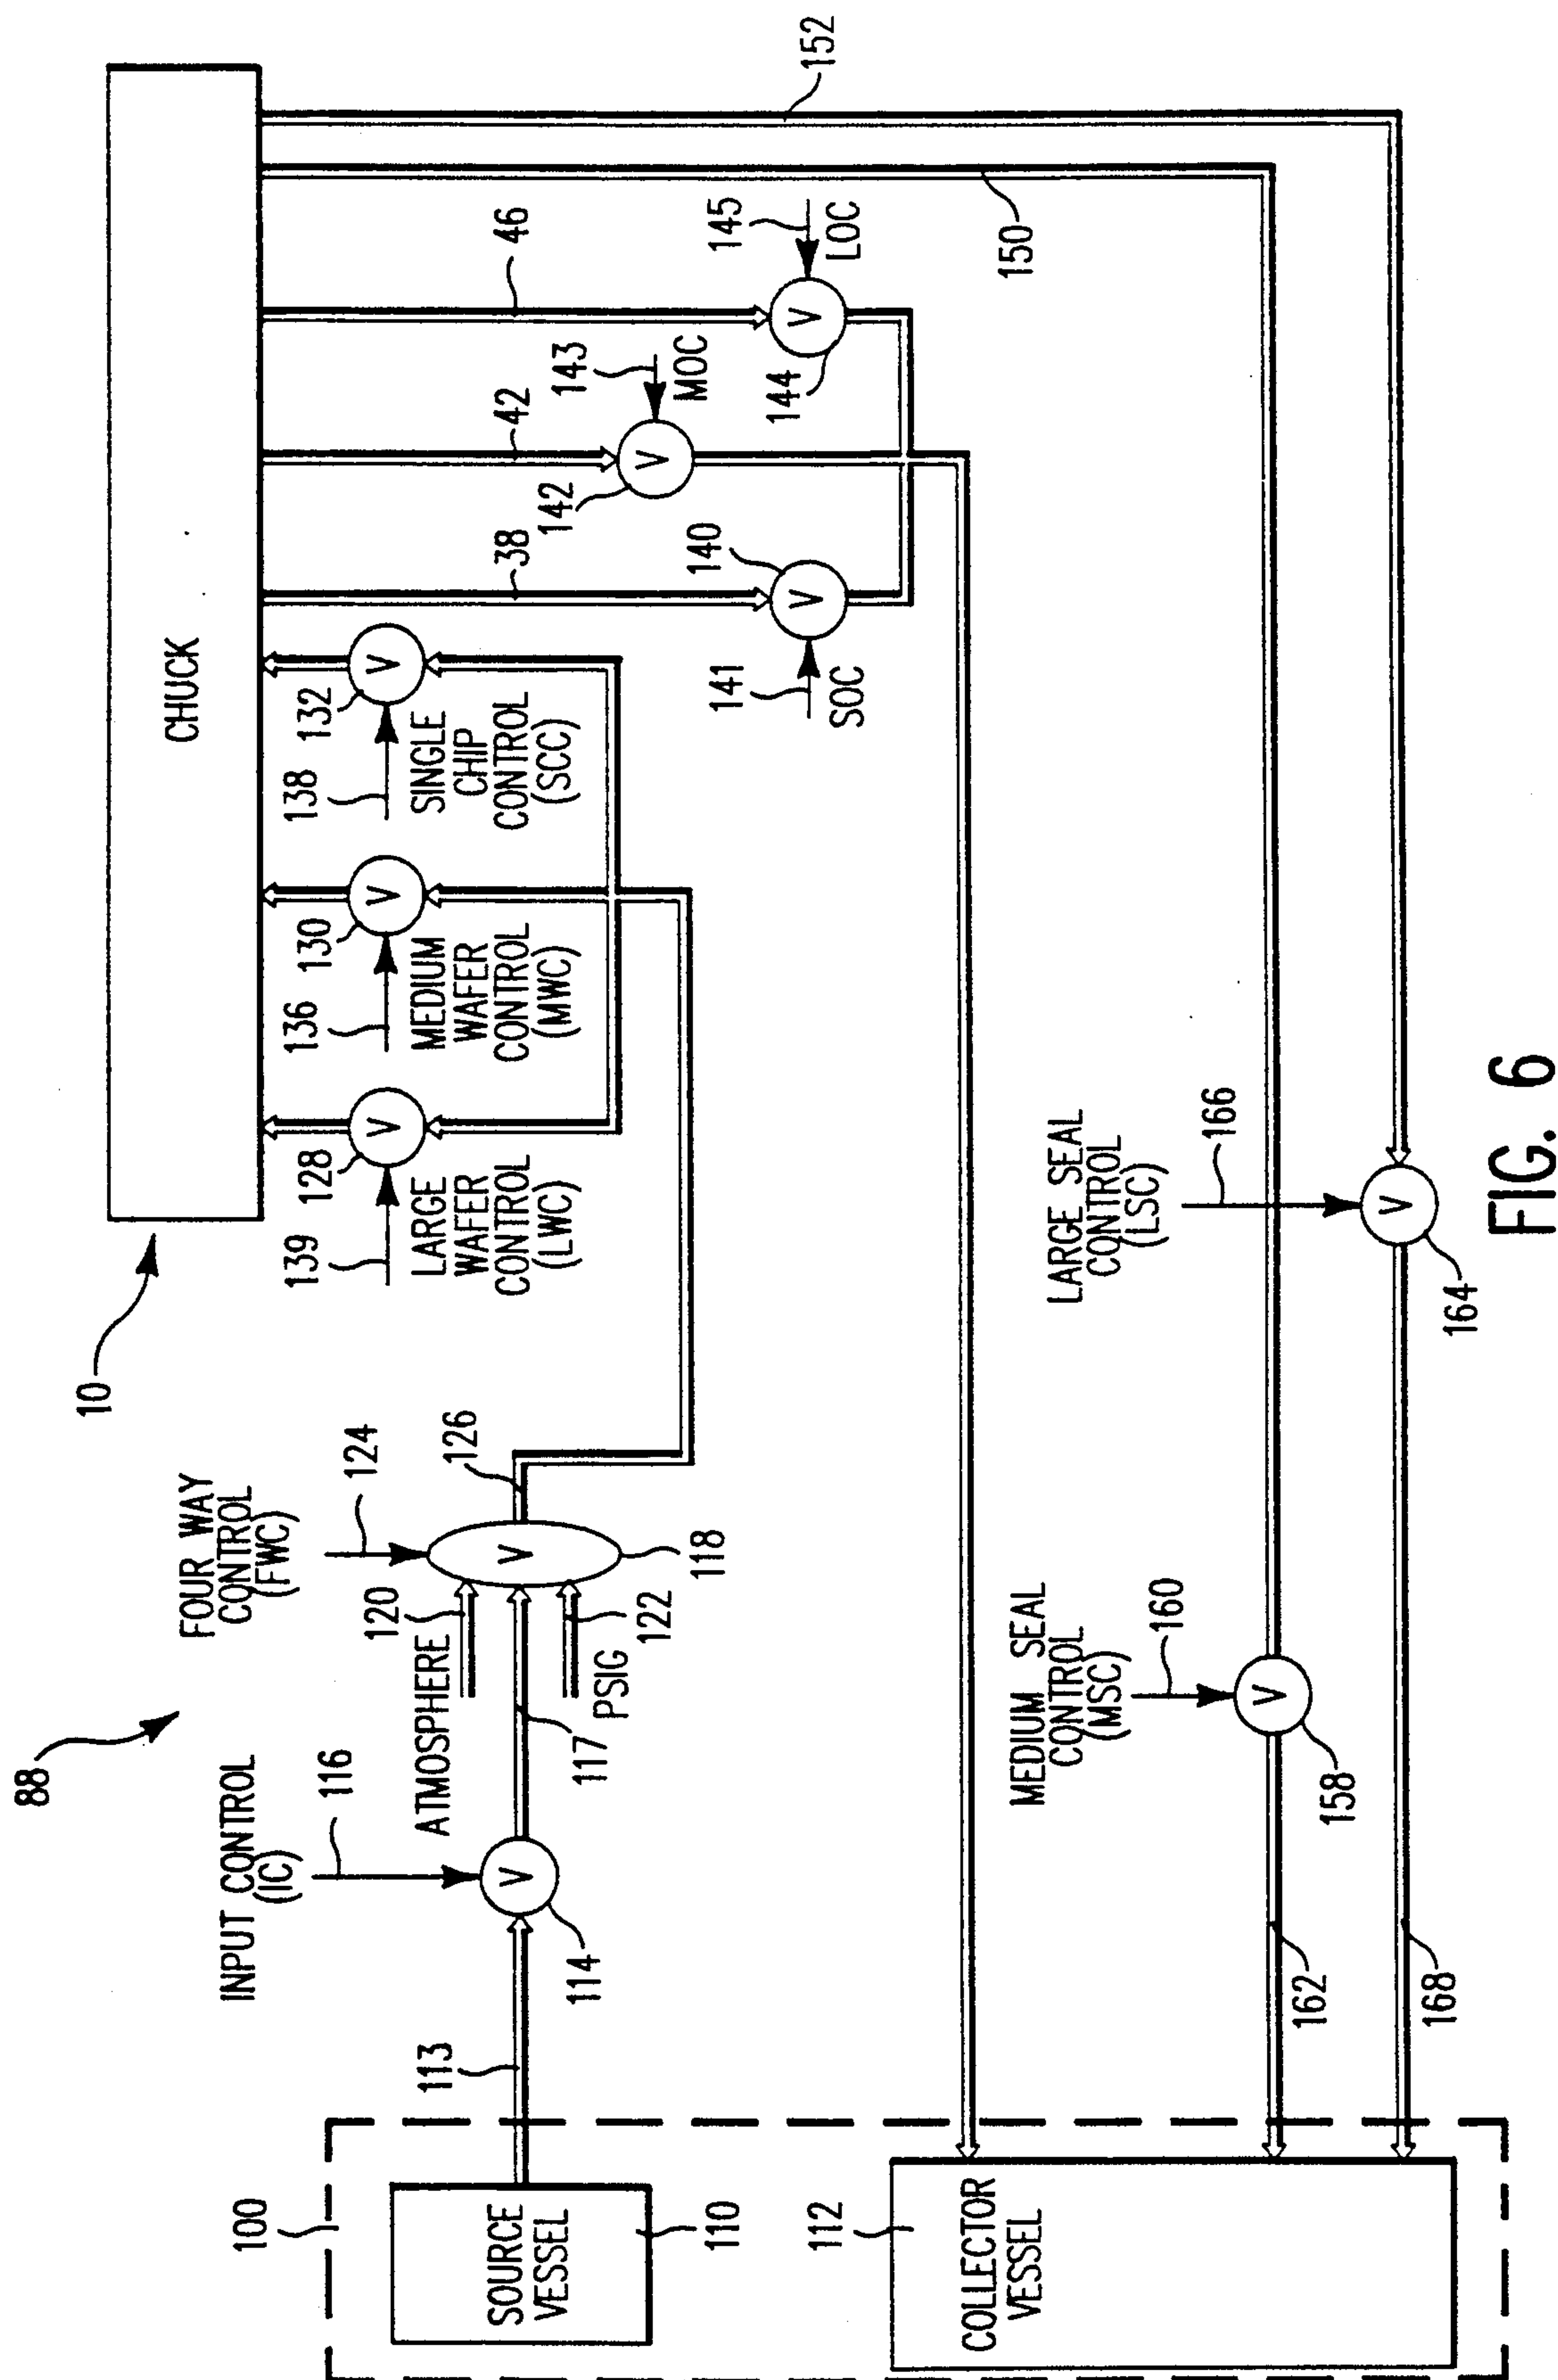 88
INPUT CONTROL
(IC)
116
FOUR WAY
CONTROL
(FWC)
124
10
CHUCK
100
SOURCE
VESSEL
110
113
V
114
117
ATMOSPHERE
120
PSIG
122
V
118
126
139
LARGE
WAFER
CONTROL
(LWC)
128
V
136
MEDIUM
WAFER
CONTROL
(MWC)
130
V
138
SINGLE
CHIP
CONTROL
(SCC)
132
V
38
42
46
141
SOC
V
140
142
V
143
MOC
144
V
145
LOC
150
152
112
COLLECTOR
VESSEL
MEDIUM SEAL
CONTROL
(MSC)
160
V
158
162
LARGE SEAL
CONTROL
(LSC)
166
V
164
168
FIG. 6